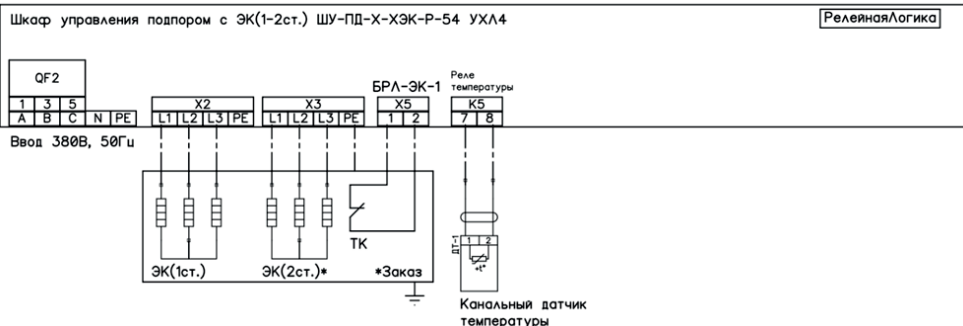 Шкаф управления подпором с ЭК(1-2ст.) ШУ-ПД-Х-ХЭК-Р-54 УХЛ4
РелейнаяЛогика
QF2
1 3 5
A B C N PE
Ввод 380В, 50Гц
X2
L1 L2 L3 PE
X3
L1 L2 L3 PE
БРЛ-ЭК-1
X5
1 2
Реле
температуры
K5
7 8
ТК
ЭК(1ст.)
ЭК(2ст.)*
*Заказ
ДТ-1
1 2
*t°
Канальный датчик
температуры